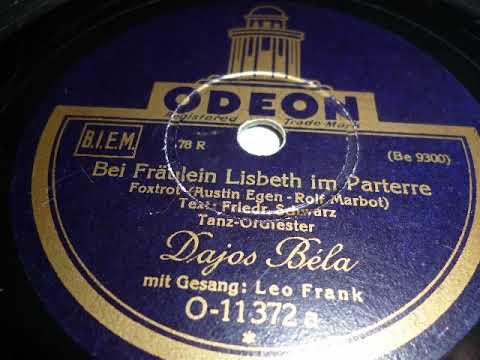 ODEON
Registered Trade-Mark
B.I.E.M.
78 R
(Be 9300)
Bei Fräulein Lisbeth im Parterre
Foxtrot (Austin Egen - Rolf Marbot)
Text: Friedr. Schwarz
Tanz-Orchester
Dajos Béla
mit Gesang: Leo Frank
O-11372 a
*